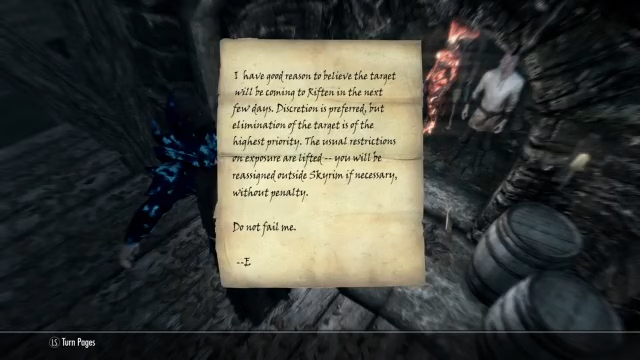 I have good reason to believe the target
will be coming to Riften in the next
few days. Discretion is preferred, but
elimination of the target is of the
highest priority. The usual restrictions
on exposure are lifted -- you will be
reassigned outside Skyrim if necessary,
without penalty.
Do not fail me.
--E
LS Turn Pages